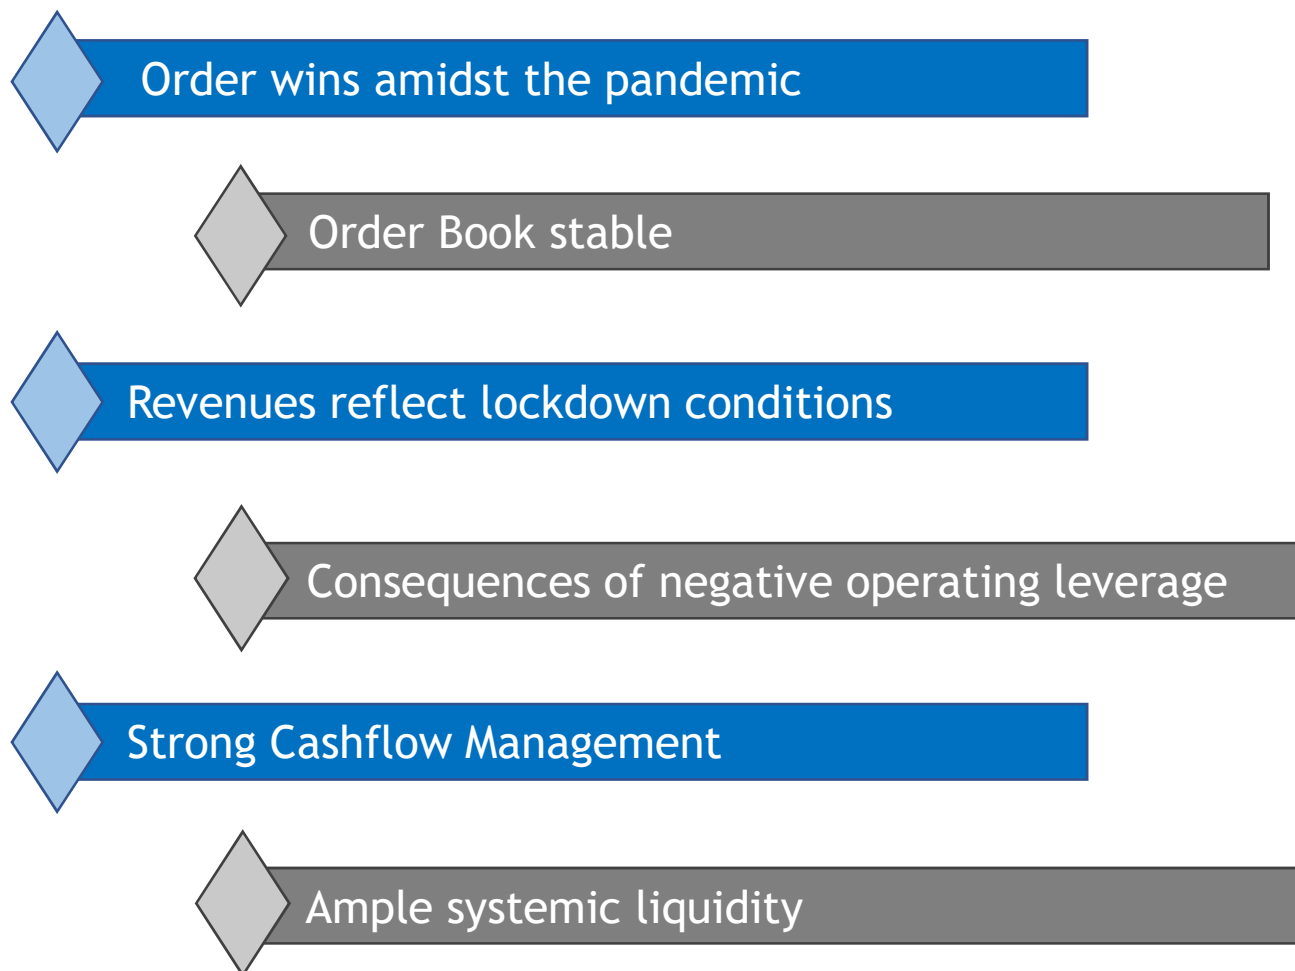 Order wins amidst the pandemic
Order Book stable
Revenues reflect lockdown conditions
Consequences of negative operating leverage
Strong Cashflow Management
Ample systemic liquidity